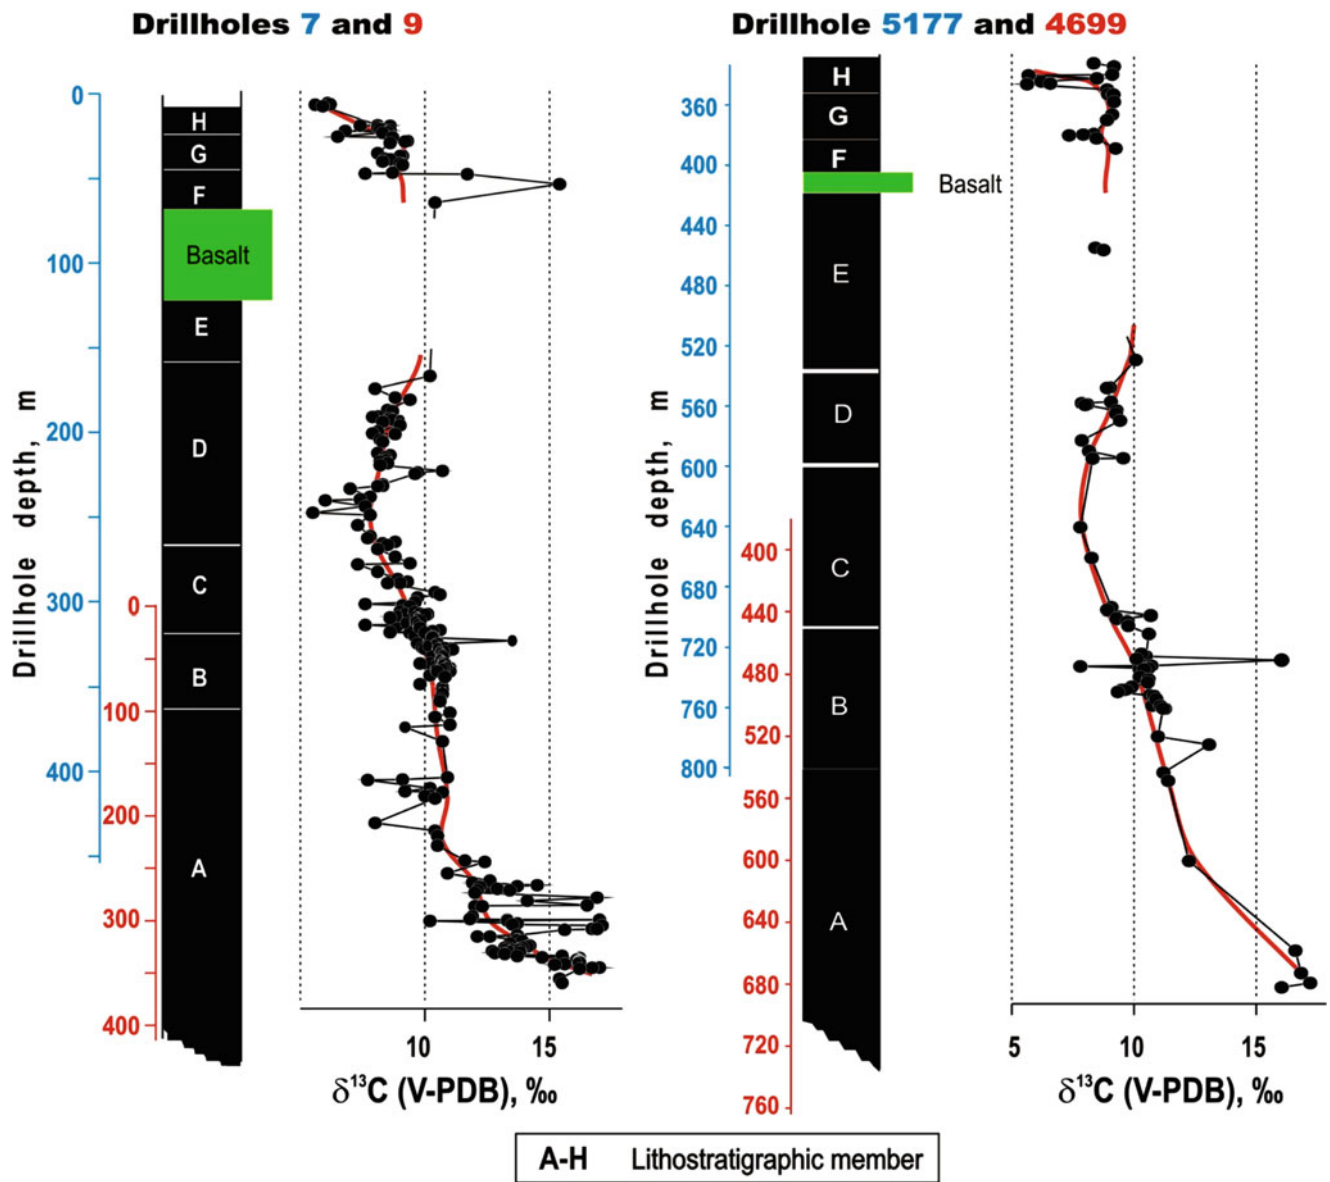 Drillholes 7 and 9
Drillhole 5177 and 4699
Drillhole depth, m
0
100
200
300
400
0
100
200
300
400
H
G
F
Basalt
E
D
C
B
A
10 15
δ¹³C (V-PDB), ‰
Drillhole depth, m
360
400
440
480
520
560
600
640
680
720
760
800
400
440
480
520
560
600
640
680
720
760
H
G
F
Basalt
E
D
C
B
A
5 10 15
δ¹³C (V-PDB), ‰
A-H Lithostratigraphic member